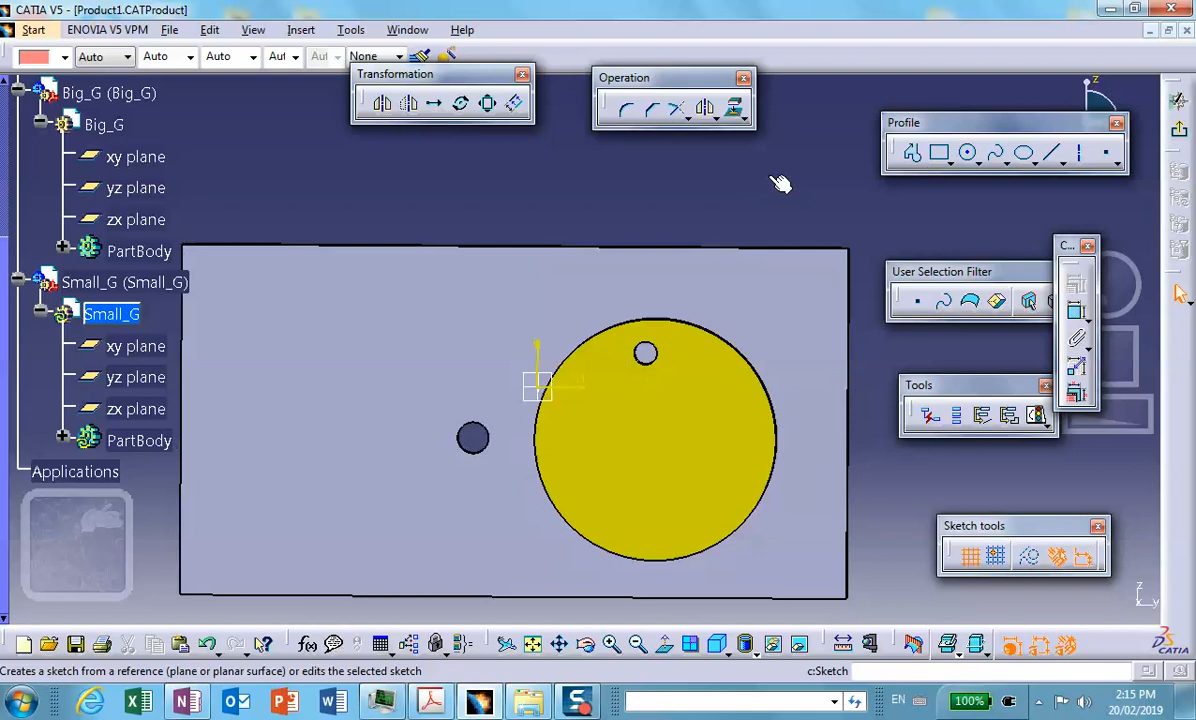 CATIA V5 - [Product1.CATProduct]
Start ENOVIA V5 VPM File Edit View Insert Tools Window Help
Auto Auto Auto Aut Aut None
Transformation
Operation
Profile
z
Big_G (Big_G)
Big_G
xy plane
yz plane
zx plane
PartBody
Small_G (Small_G)
Small_G
xy plane
yz plane
zx plane
PartBody
Applications
C...
User Selection Filter
Tools
Sketch tools
z
x y
f(x)
Creates a sketch from a reference (plane or planar surface) or edits the selected sketch
c:Sketch
EN
100%
2:15 PM
20/02/2019
CATIA